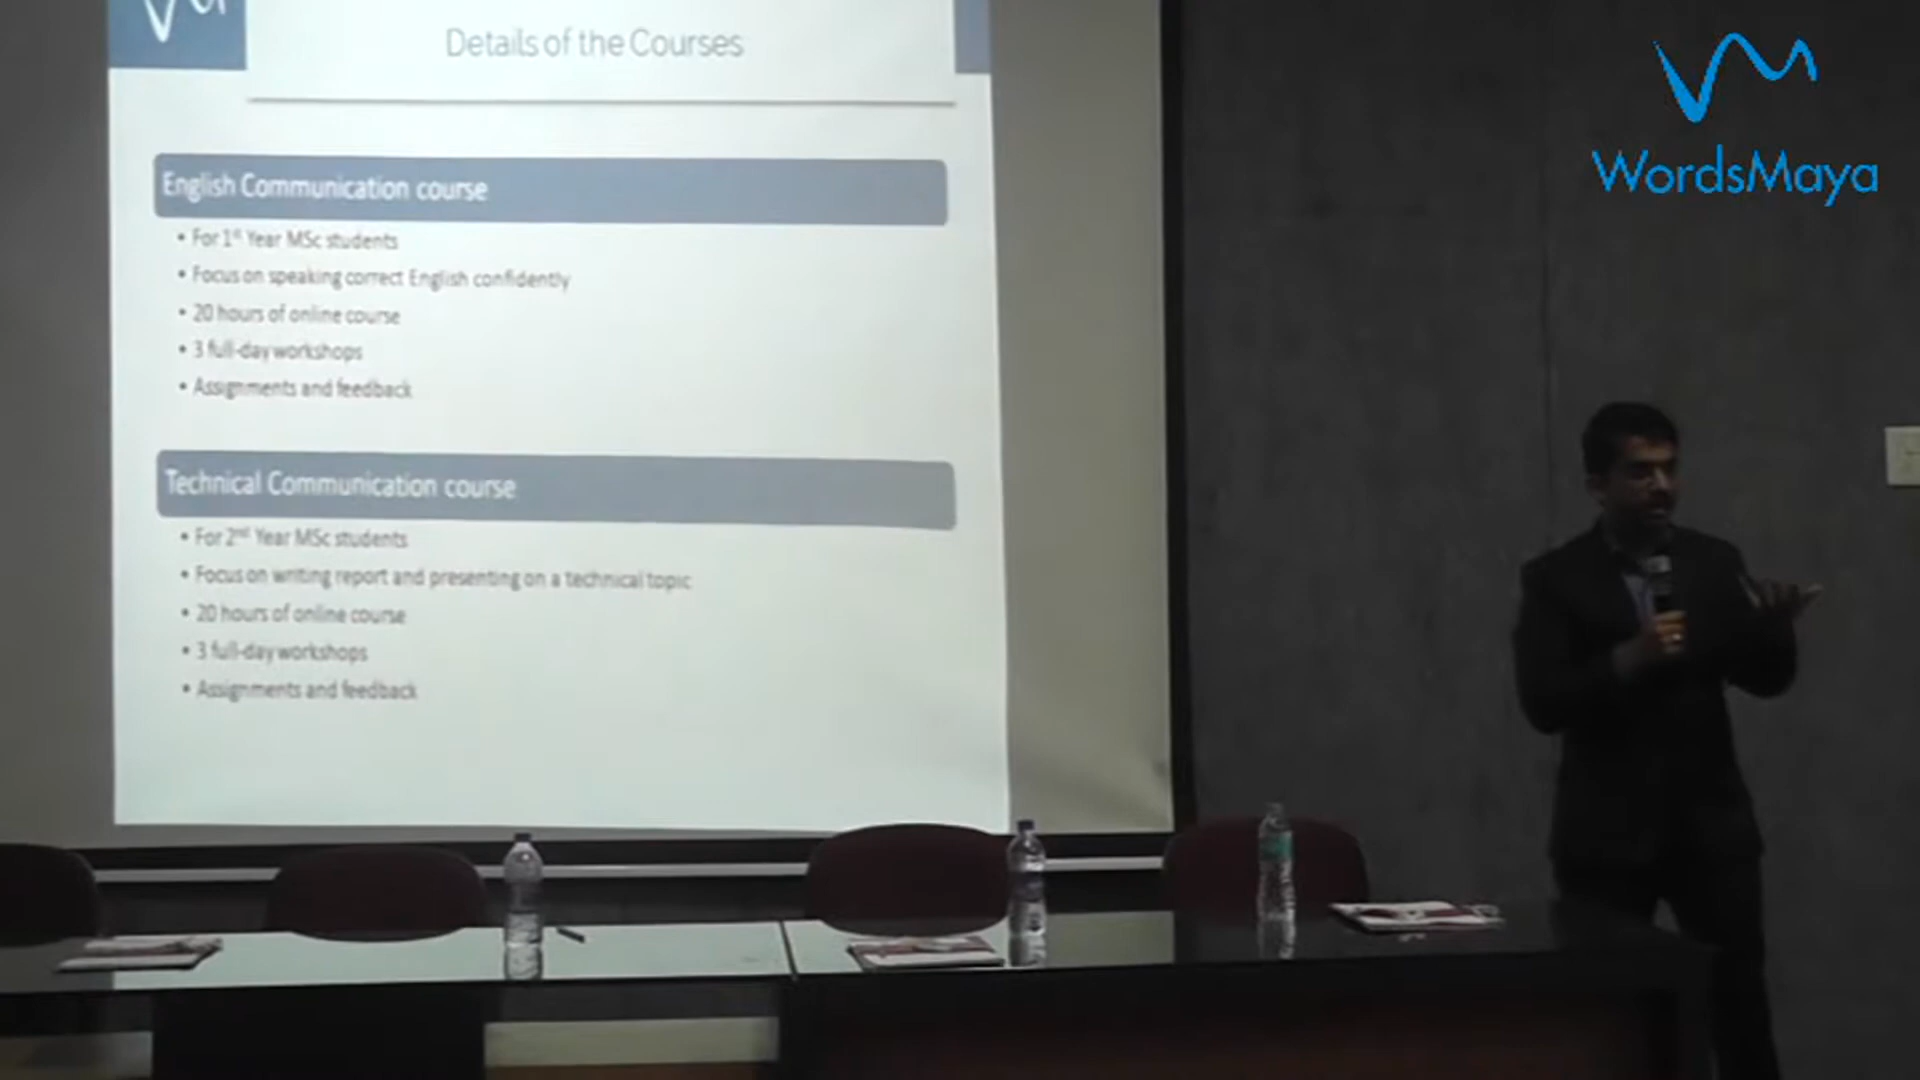 Details of the Courses
WordsMaya
English Communication course
• For 1st Year MSc students
• Focus on speaking correct English confidently
• 20 hours of online course
• 3 full-day workshops
• Assignments and feedback
Technical Communication course
• For 2nd Year MSc students
• Focus on writing report and presenting on a technical topic
• 20 hours of online course
• 3 full-day workshops
• Assignments and feedback